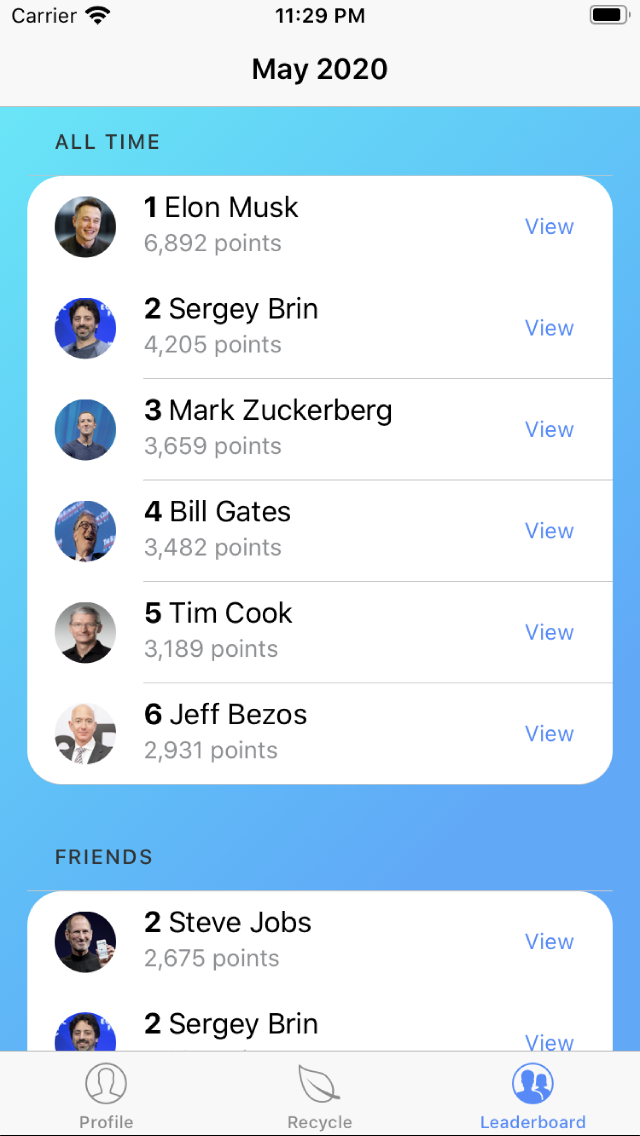 Carrier 11:29 PM
May 2020
ALL TIME
1 Elon Musk
6,892 points
View
2 Sergey Brin
4,205 points
View
3 Mark Zuckerberg
3,659 points
View
4 Bill Gates
3,482 points
View
5 Tim Cook
3,189 points
View
6 Jeff Bezos
2,931 points
View
FRIENDS
2 Steve Jobs
2,675 points
View
2 Sergey Brin
View
Profile Recycle Leaderboard